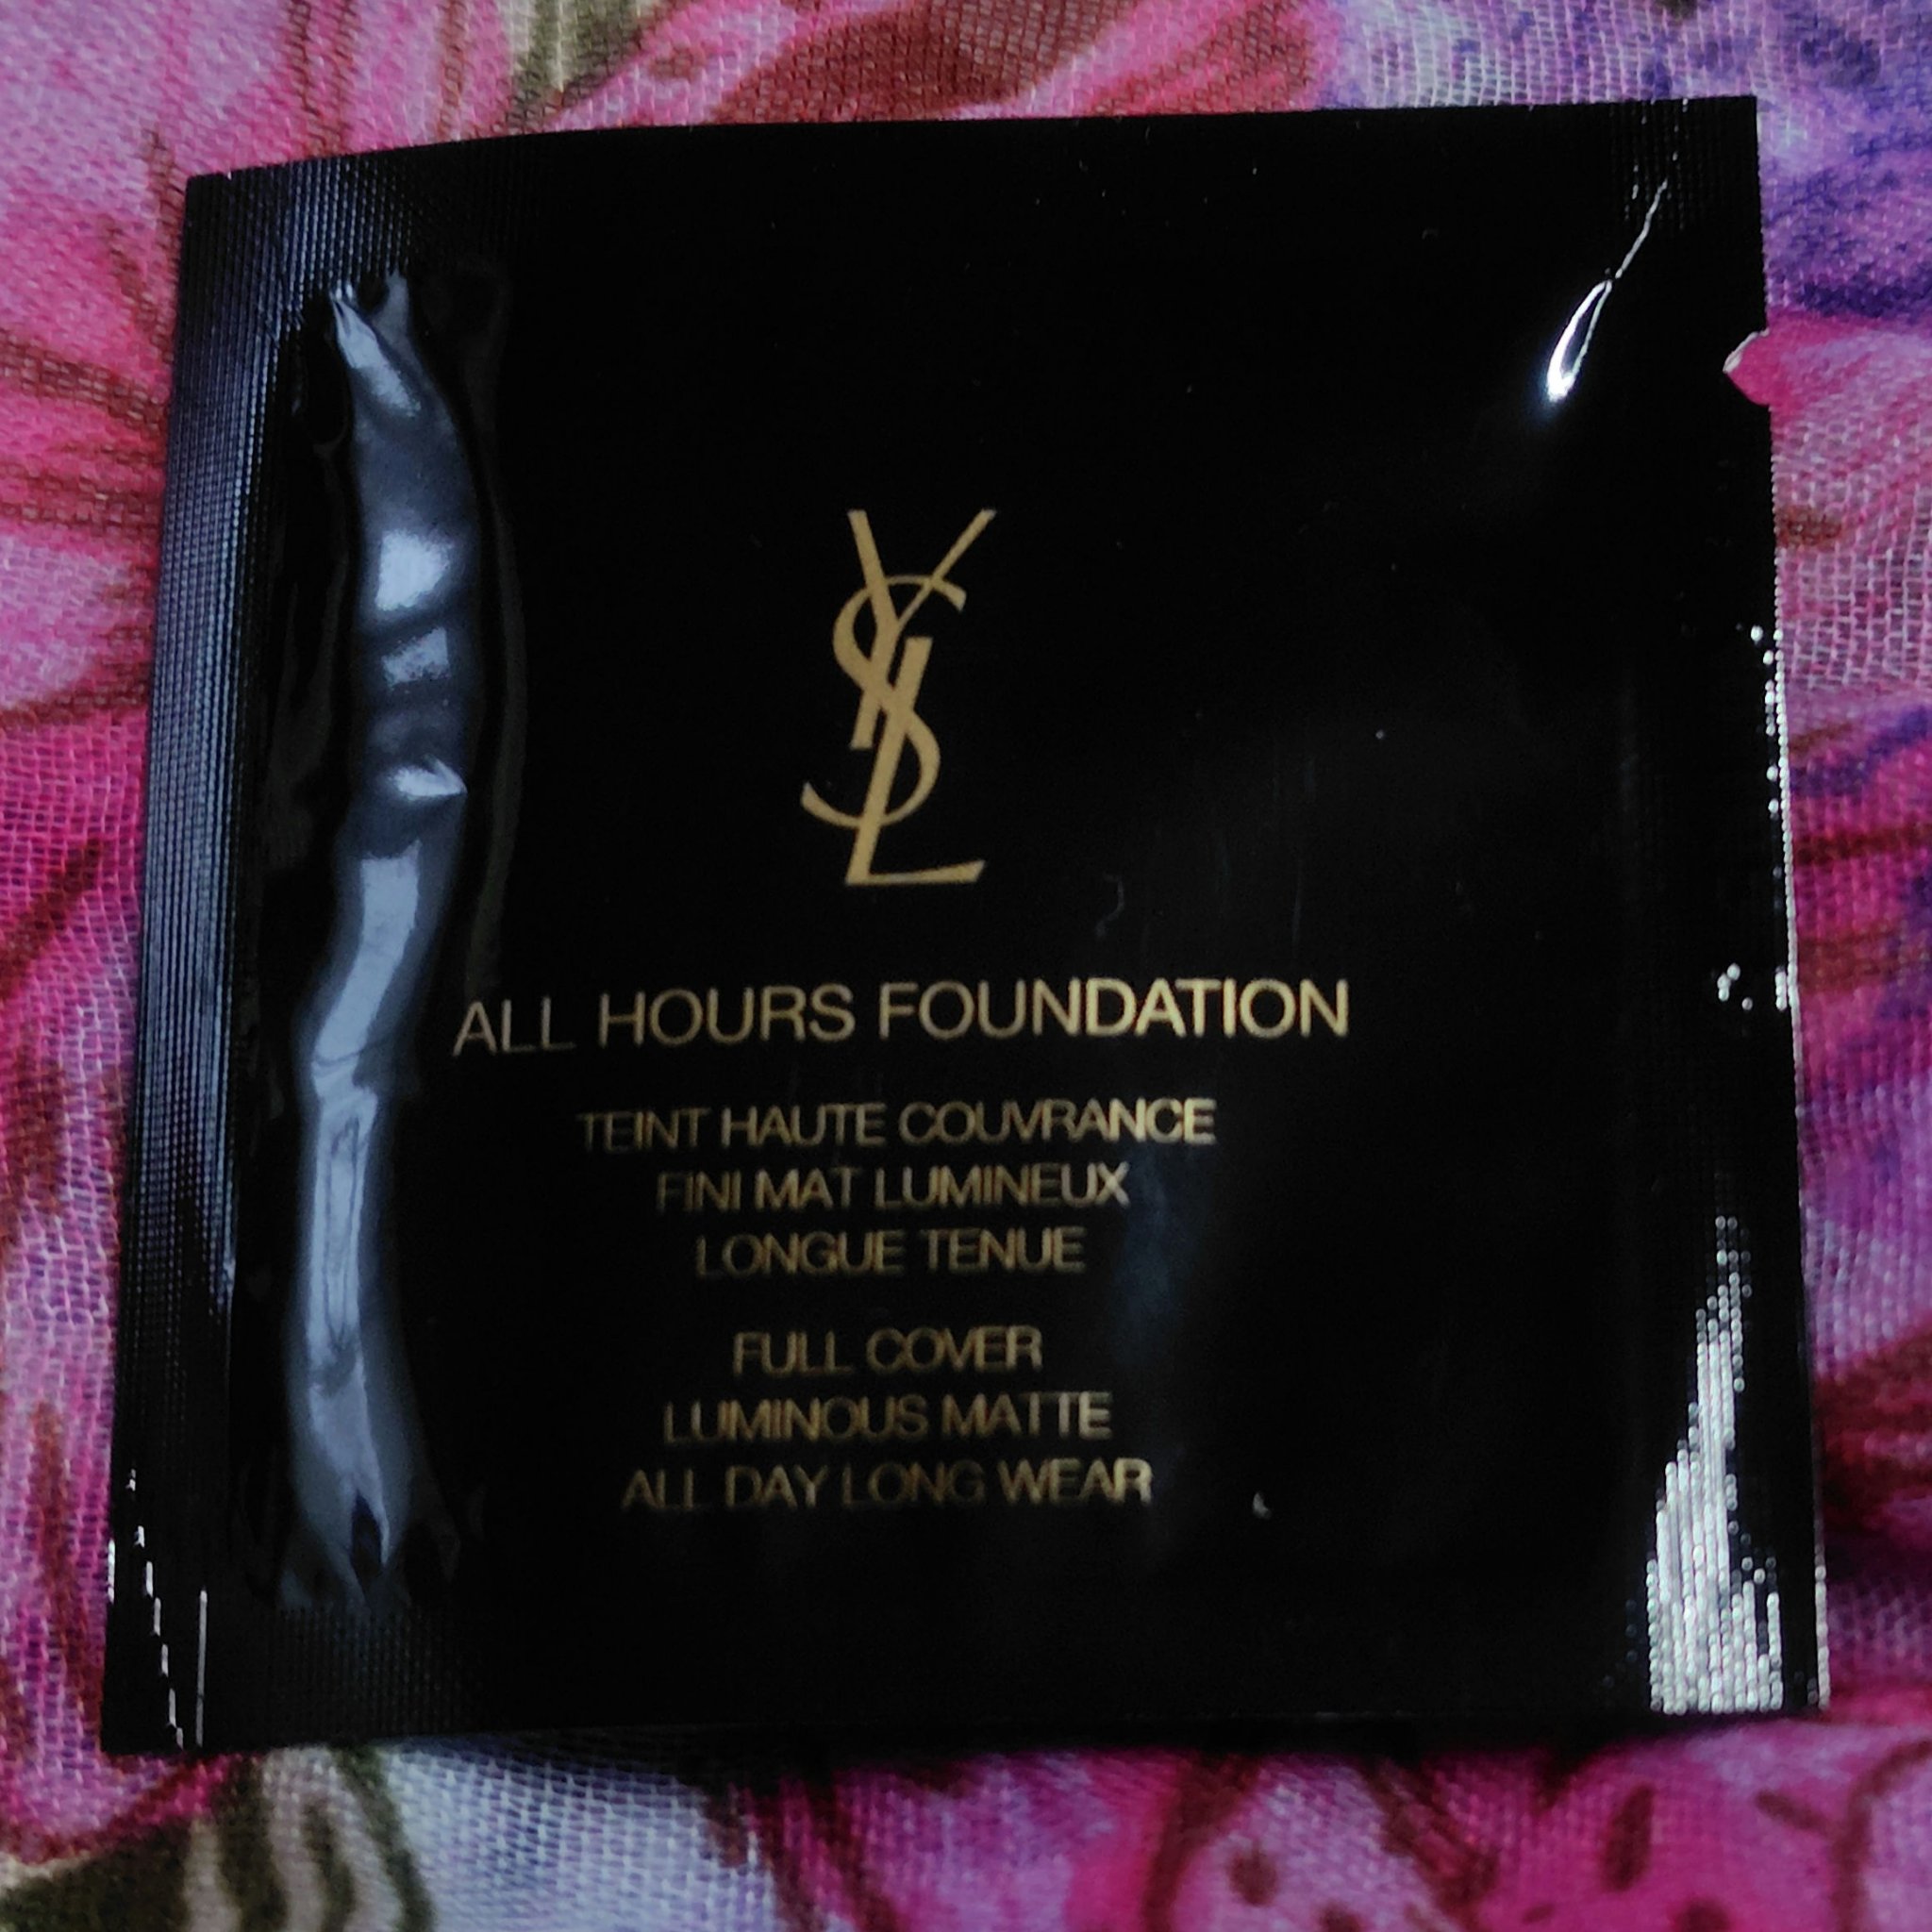 YSL
ALL HOURS FOUNDATION
TEINT HAUTE COUVRANCE
FINI MAT LUMINEUX
LONGUE TENUE
FULL COVER
LUMINOUS MATTE
ALL DAY LONG WEAR